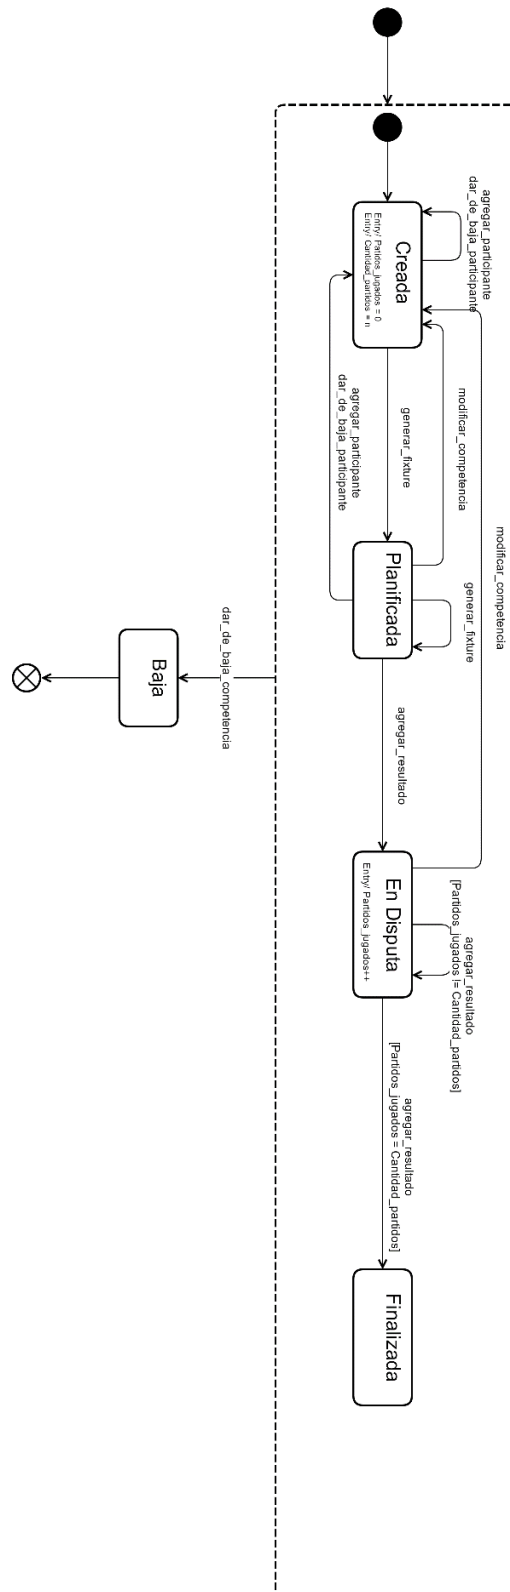 agregar_participante
dar_de_baja_participante
Creada
Entry/ Patidos_jugados = 0
Entry/ Cantidad_partidos = n
agregar_participante
dar_de_baja_participante
generar_fixture
modificar_competencia
modificar_competencia
Planificada
generar_fixture
agregar_resultado
En Disputa
Entry/ Partidos_jugados++
agregar_resultado
[Partidos_jugados != Cantidad_partidos]
agregar_resultado
[Partidos_jugados = Cantidad_partidos]
Finalizada
dar_de_baja_competencia
Baja